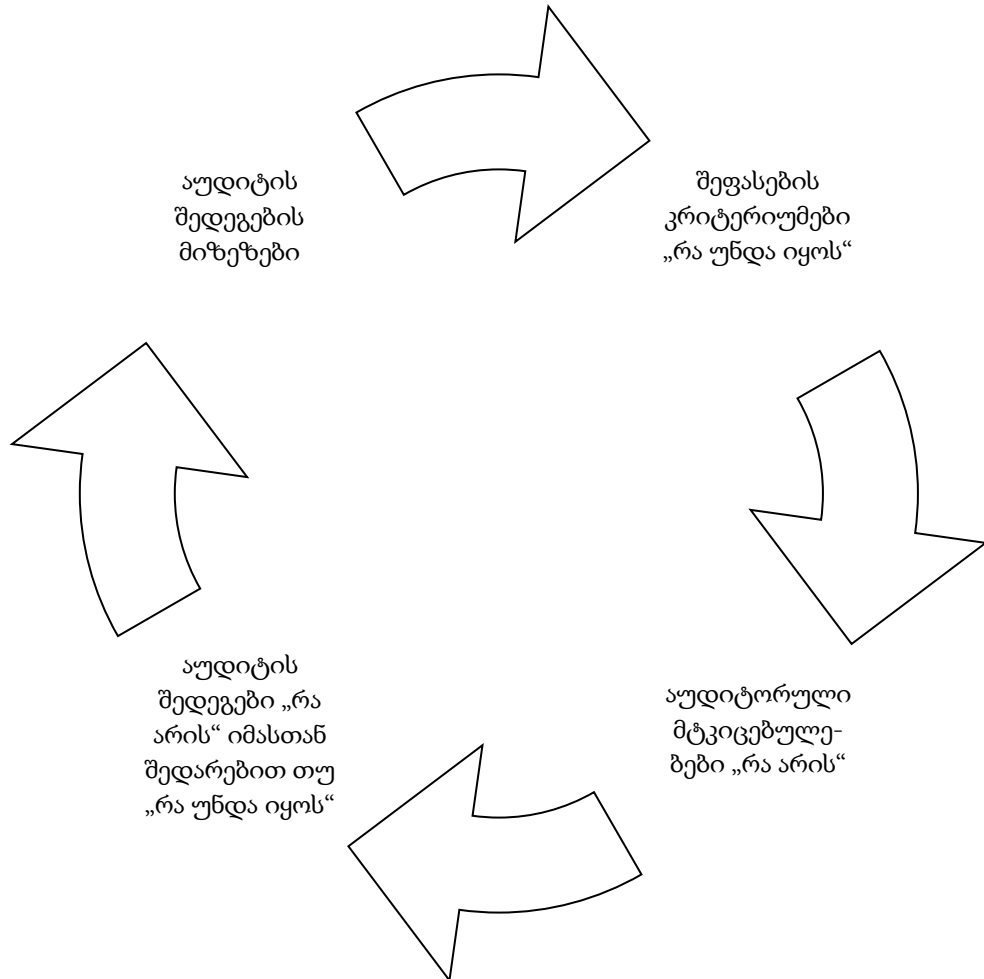 აუდიტის
შედეგების
მიზეზები
შეფასების
კრიტერიუმები
„რა უნდა იყოს“
აუდიტის
შედეგები „რა
არის“ იმასთან
შედარებით თუ
„რა უნდა იყოს“
აუდიტორული
მტკიცებულე-
ბები „რა არის“